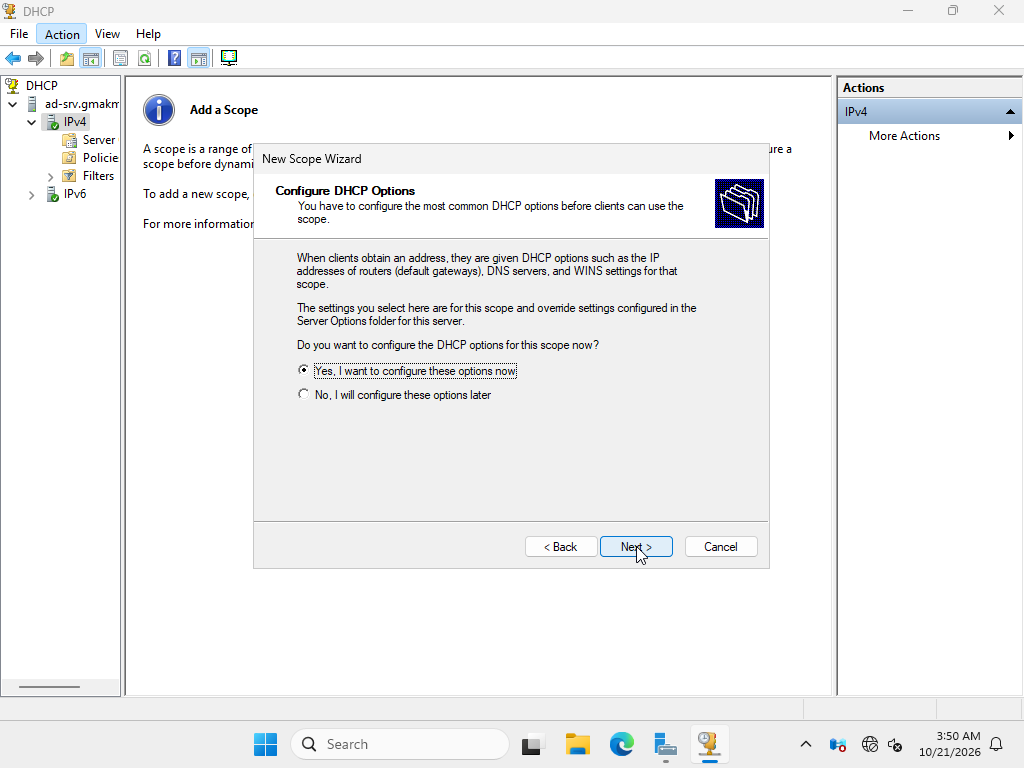 DHCP
File Action View Help
DHCP
ad-srv.gmakm
IPv4
Server
Policie
Filters
IPv6
Add a Scope
A scope is a range of
ure a
scope before dynami
To add a new scope,
For more information
New Scope Wizard
Configure DHCP Options
You have to configure the most common DHCP options before clients can use the
scope.
When clients obtain an address, they are given DHCP options such as the IP
addresses of routers (default gateways), DNS servers, and WINS settings for that
scope.
The settings you select here are for this scope and override settings configured in the
Server Options folder for this server.
Do you want to configure the DHCP options for this scope now?
Yes, I want to configure these options now
No, I will configure these options later
< Back Next > Cancel
Actions
IPv4
More Actions
Search
3:50 AM
10/21/2026